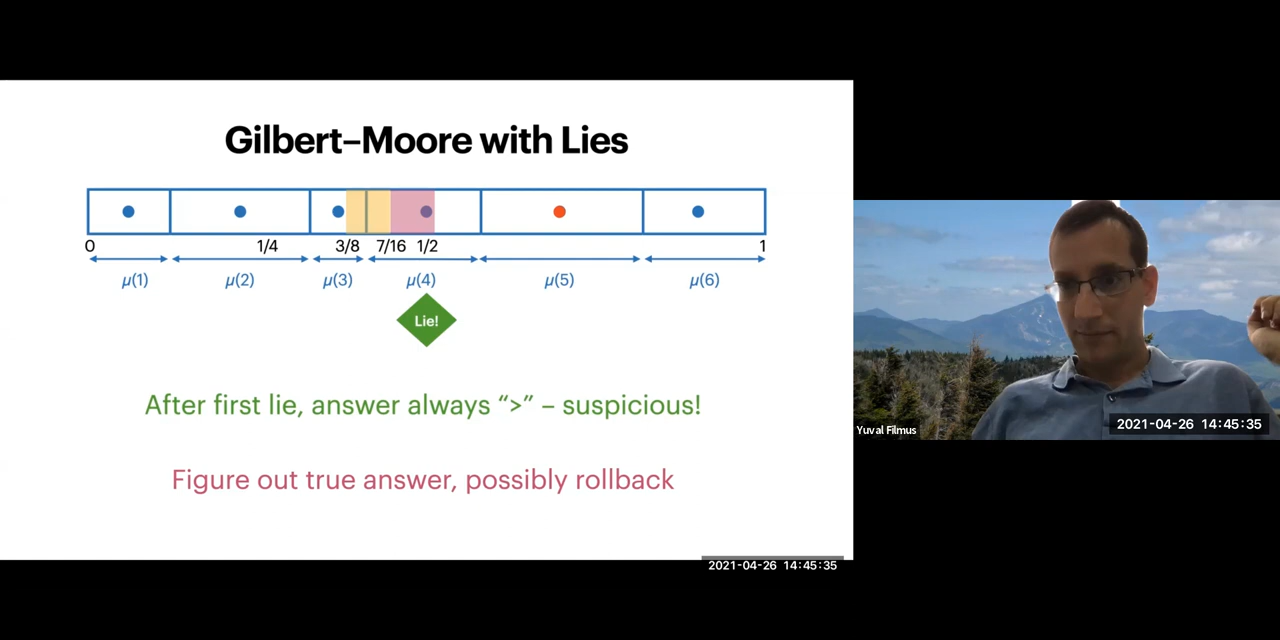 Gilbert–Moore with Lies
0 1/4 3/8 7/16 1/2 1
μ(1) μ(2) μ(3) μ(4) μ(5) μ(6)
Lie!
After first lie, answer always “>” – suspicious!
Figure out true answer, possibly rollback
2021-04-26 14:45:35
Yuval Filmus
2021-04-26 14:45:35